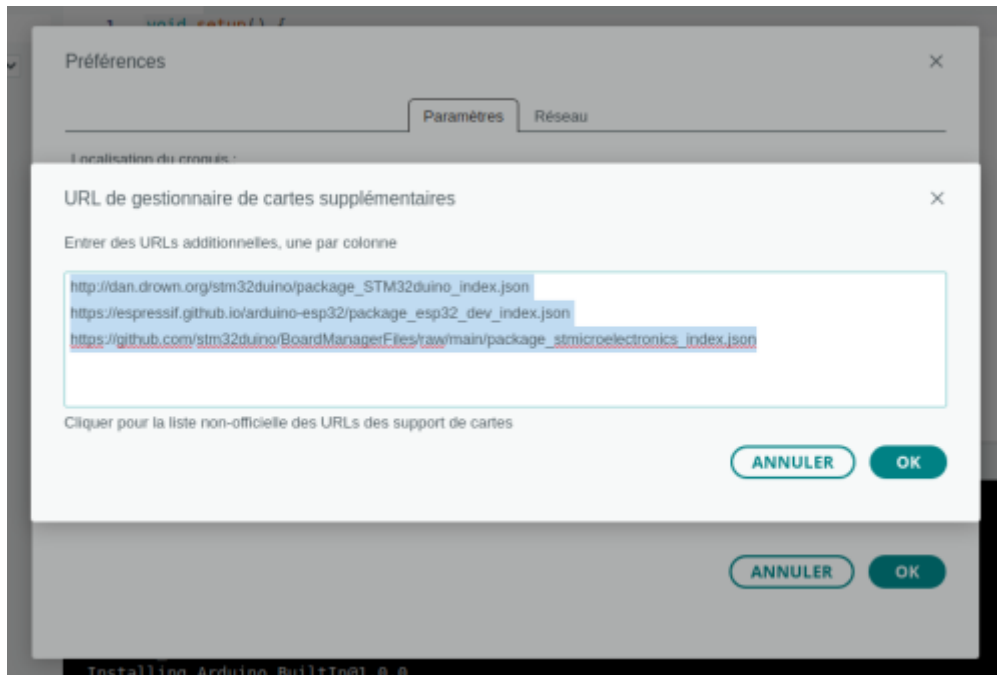 1 void setup() {
Préférences
Paramètres Réseau
Localisation du croquis :
URL de gestionnaire de cartes supplémentaires
Entrer des URLs additionnelles, une par colonne
http://dan.drown.org/stm32duino/package_STM32duino_index.json
https://espressif.github.io/arduino-esp32/package_esp32_dev_index.json
https://github.com/stm32duino/BoardManagerFiles/raw/main/package_stmicroelectronics_index.json
Cliquer pour la liste non-officielle des URLs des support de cartes
ANNULER OK
ANNULER OK
Installing Arduino_BuiltIn@1.0.0